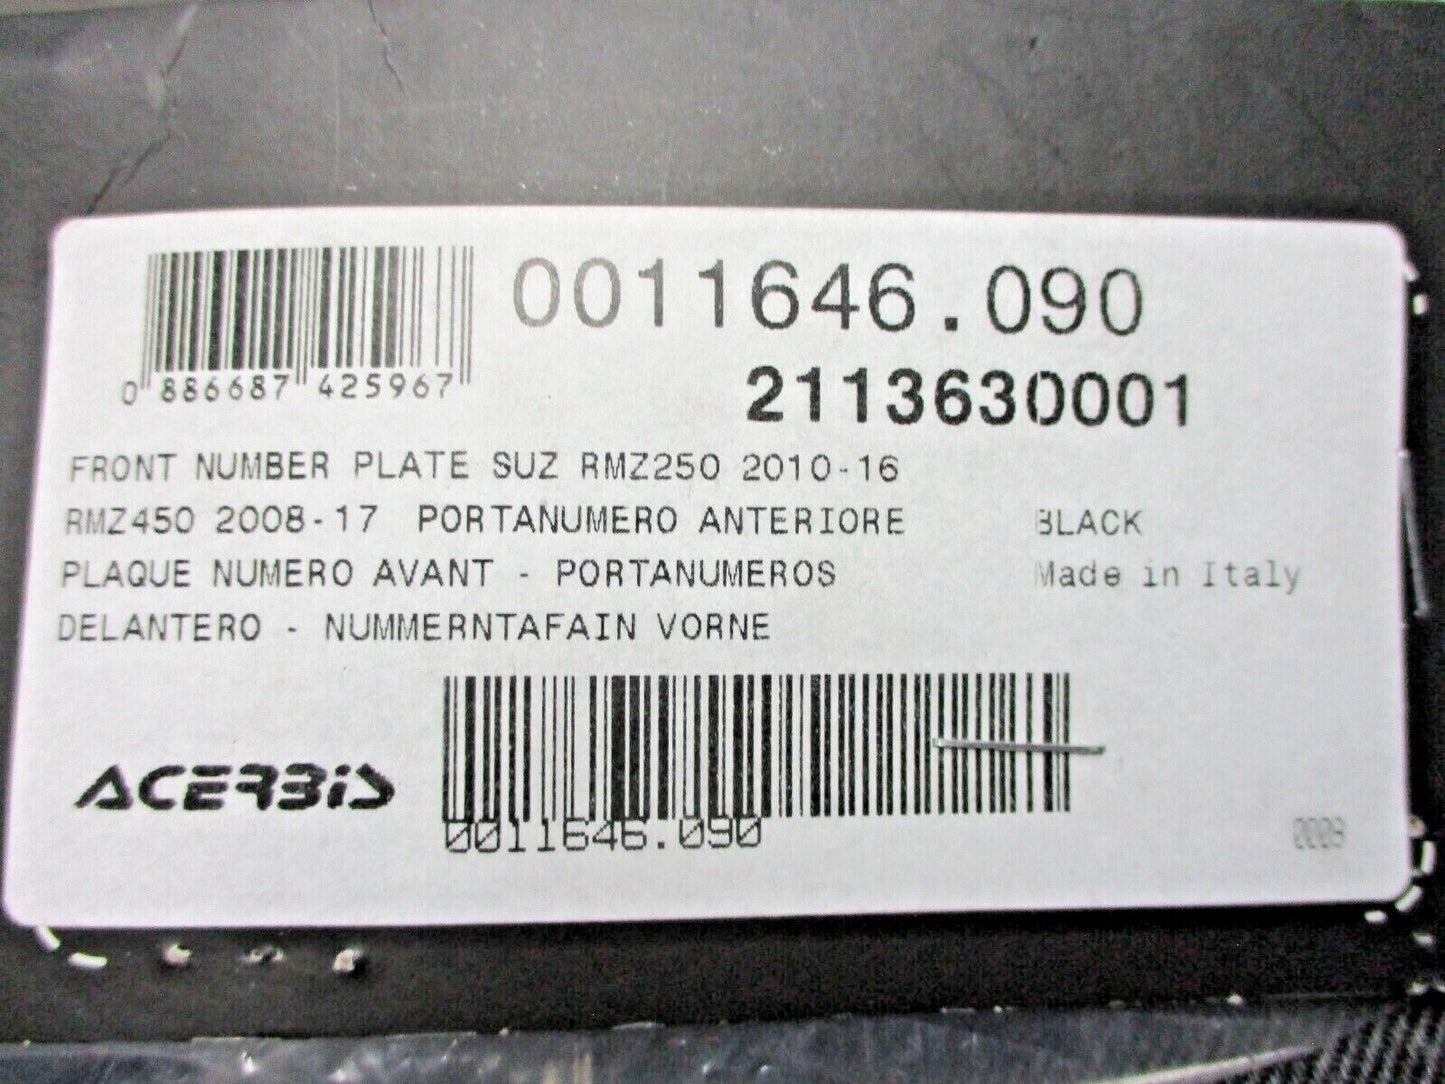 0011646.090
0 886687 425967
2113630001
FRONT NUMBER PLATE SUZ RMZ250 2010-16
RMZ450 2008-17 PORTANUMERO ANTERIORE BLACK
PLAQUE NUMERO AVANT - PORTANUMEROS Made in Italy
DELANTERO - NUMMERNTAFAIN VORNE
ACERBIS
0011646.090